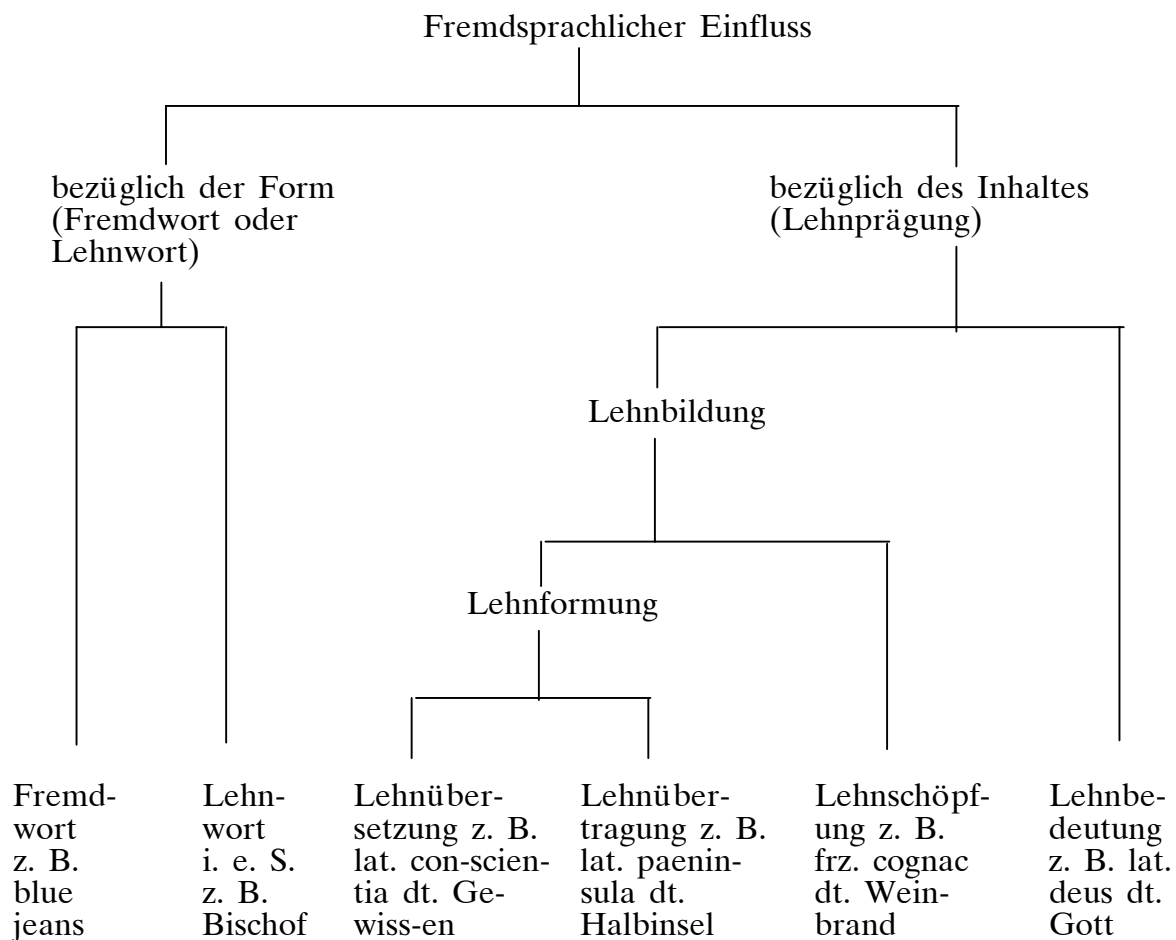 Fremdsprachlicher Einfluss
bezüglich der Form
(Fremdwort oder
Lehnwort)
bezüglich des Inhaltes
(Lehnprägung)
Lehnbildung
Lehnformung
Fremd-
wort
z. B.
blue
jeans
Lehn-
wort
i. e. S.
z. B.
Bischof
Lehnüber-
setzung z. B.
lat. con-scien-
tia dt. Ge-
wiss-en
Lehnüber-
tragung z. B.
lat. paenin-
sula dt.
Halbinsel
Lehnschöpf-
ung z. B.
frz. cognac
dt. Wein-
brand
Lehnbe-
deutung
z. B. lat.
deus dt.
Gott